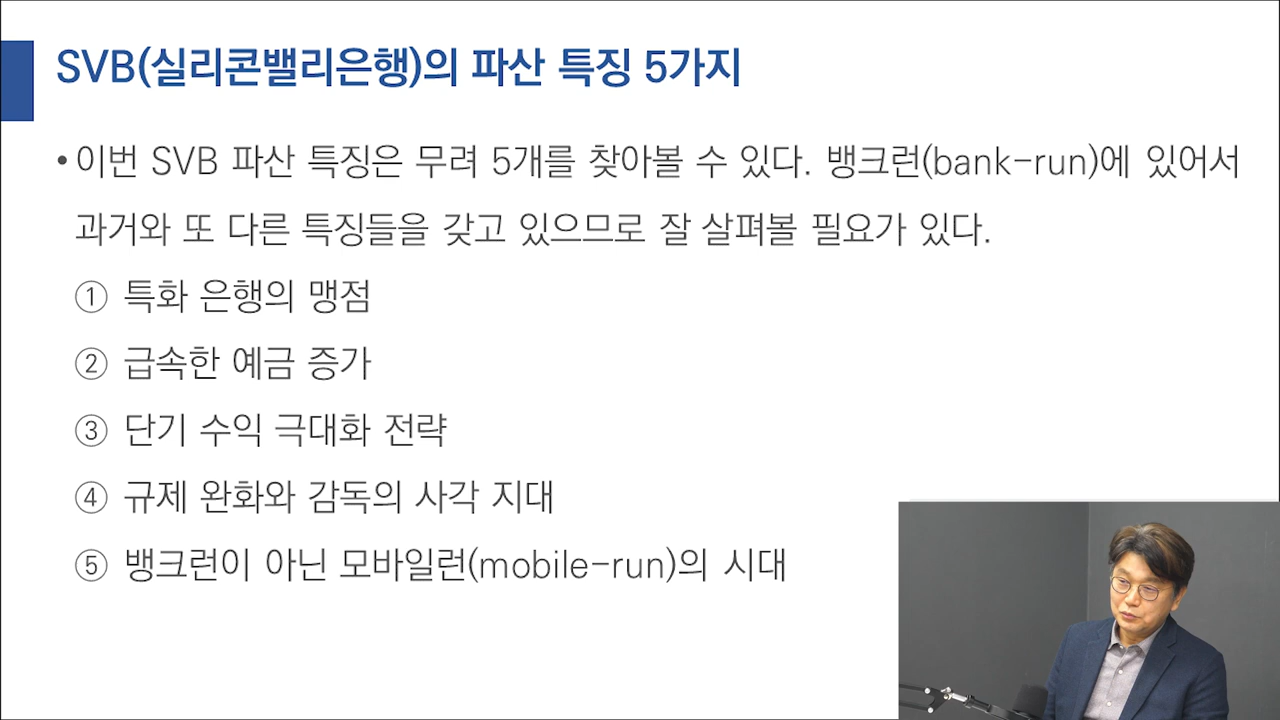 SVB(실리콘밸리은행)의 파산 특징 5가지
• 이번 SVB 파산 특징은 무려 5개를 찾아볼 수 있다. 뱅크런(bank-run)에 있어서
과거와 또 다른 특징들을 갖고 있으므로 잘 살펴볼 필요가 있다.
① 특화 은행의 맹점
② 급속한 예금 증가
③ 단기 수익 극대화 전략
④ 규제 완화와 감독의 사각 지대
⑤ 뱅크런이 아닌 모바일런(mobile-run)의 시대